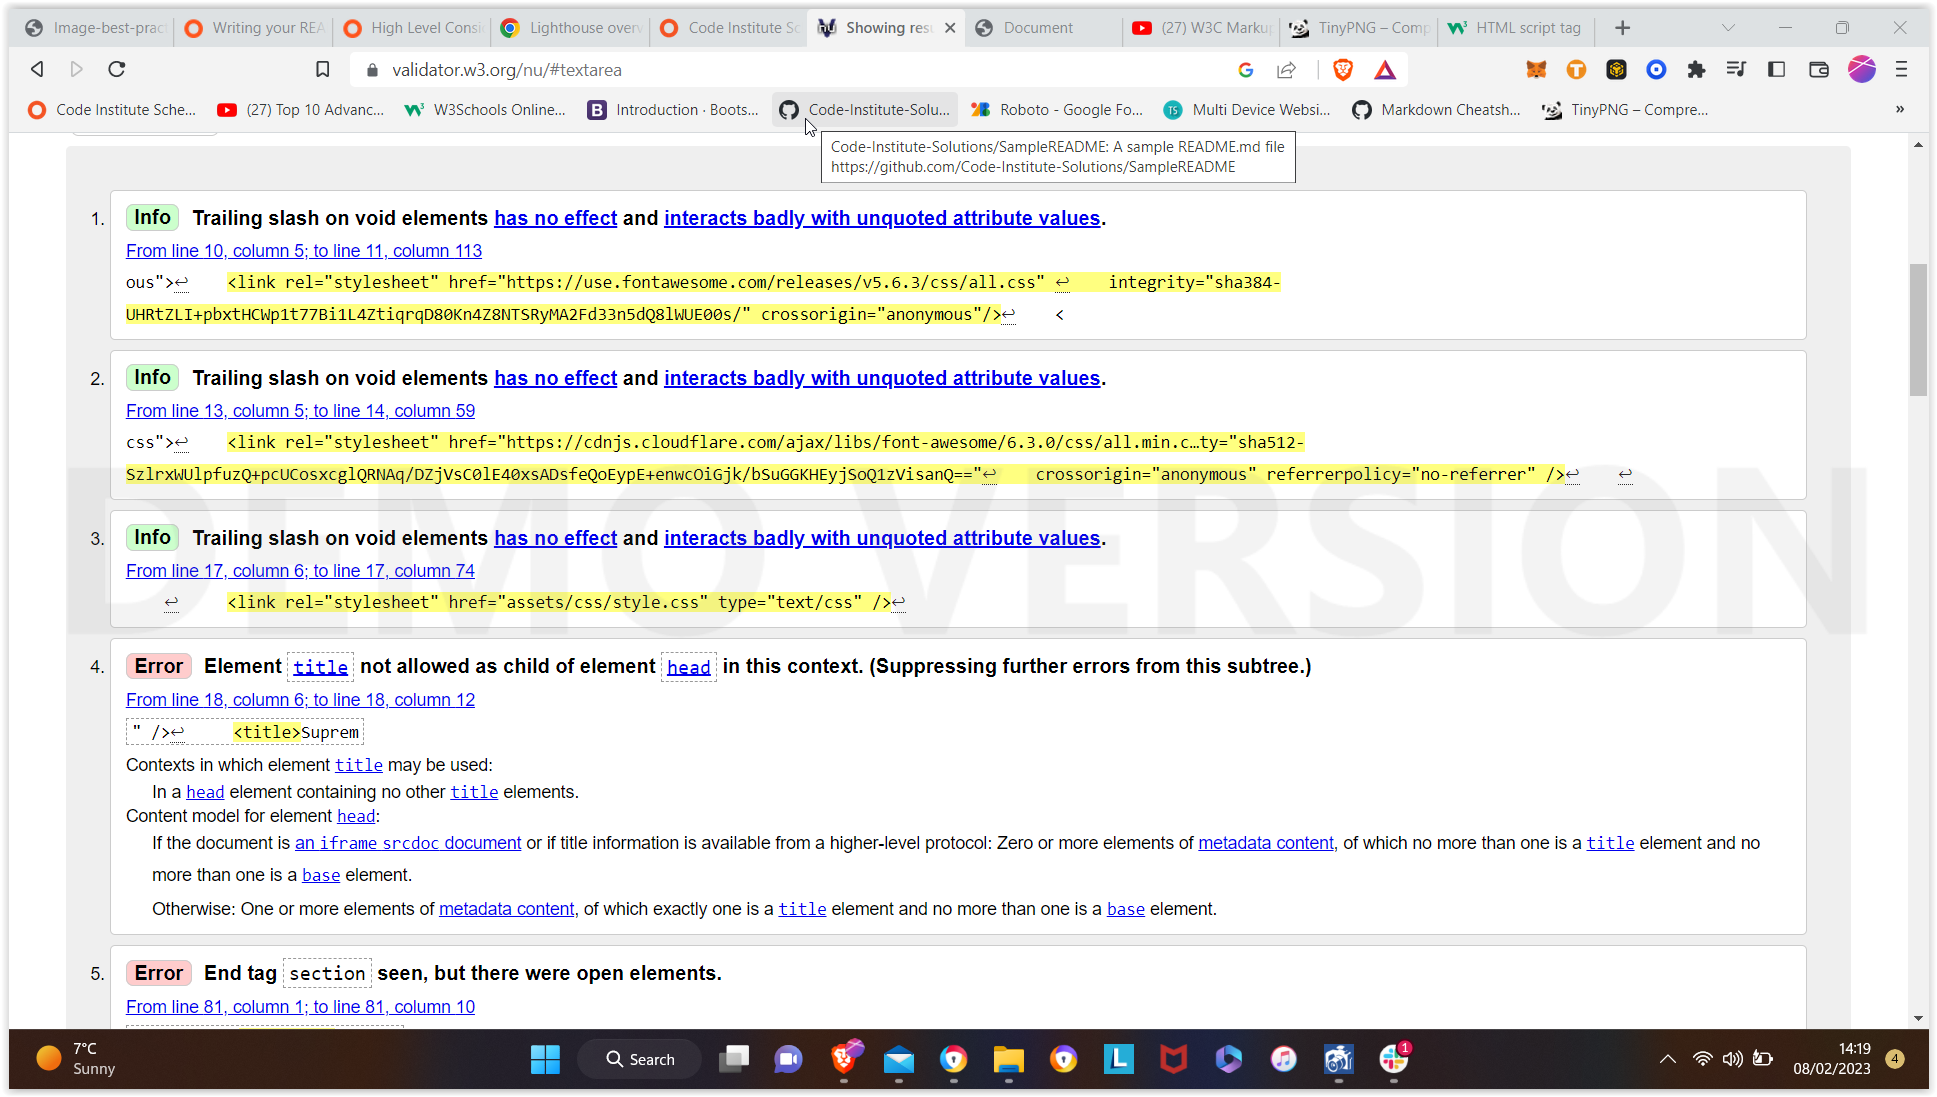 Image-best-prac
Writing your REA
High Level Consi
Lighthouse over
Code Institute Sc
Showing res
Document
(27) W3C Marku
TinyPNG – Comp
HTML script tag
validator.w3.org/nu/#textarea
Code Institute Sche...
(27) Top 10 Advanc...
W3Schools Online...
Introduction · Boots...
Code-Institute-Solu...
Roboto - Google Fo...
Multi Device Websi...
Markdown Cheatsh...
TinyPNG – Compre...
»
Code-Institute-Solutions/SampleREADME: A sample README.md file
https://github.com/Code-Institute-Solutions/SampleREADME
1. Info Trailing slash on void elements has no effect and interacts badly with unquoted attribute values.
From line 10, column 5; to line 11, column 113
ous">↩ <link rel="stylesheet" href="https://use.fontawesome.com/releases/v5.6.3/css/all.css" ↩ integrity="sha384-
UHRtZLI+pbxtHCWp1t77Bi1L4ZtiqrqD80Kn4Z8NTSRyMA2Fd33n5dQ8lWUE00s/" crossorigin="anonymous"/>↩ <
2. Info Trailing slash on void elements has no effect and interacts badly with unquoted attribute values.
From line 13, column 5; to line 14, column 59
css">↩ <link rel="stylesheet" href="https://cdnjs.cloudflare.com/ajax/libs/font-awesome/6.3.0/css/all.min.c…ty="sha512-
SzlrxWUlpfuzQ+pcUCosxcglQRNAq/DZjVsC0lE40xsADsfeQoEypE+enwcOiGjk/bSuGGKHEyjSoQ1zVisanQ=="↩ crossorigin="anonymous" referrerpolicy="no-referrer" />↩ ↩
3. Info Trailing slash on void elements has no effect and interacts badly with unquoted attribute values.
From line 17, column 6; to line 17, column 74
↩ <link rel="stylesheet" href="assets/css/style.css" type="text/css" />↩
DEMO VERSION
4. Error Element title not allowed as child of element head in this context. (Suppressing further errors from this subtree.)
From line 18, column 6; to line 18, column 12
" />↩ <title>Suprem
Contexts in which element title may be used:
In a head element containing no other title elements.
Content model for element head:
If the document is an iframe srcdoc document or if title information is available from a higher-level protocol: Zero or more elements of metadata content, of which no more than one is a title element and no
more than one is a base element.
Otherwise: One or more elements of metadata content, of which exactly one is a title element and no more than one is a base element.
5. Error End tag section seen, but there were open elements.
From line 81, column 1; to line 81, column 10
7°C
Sunny
Search
1
14:19
08/02/2023
4